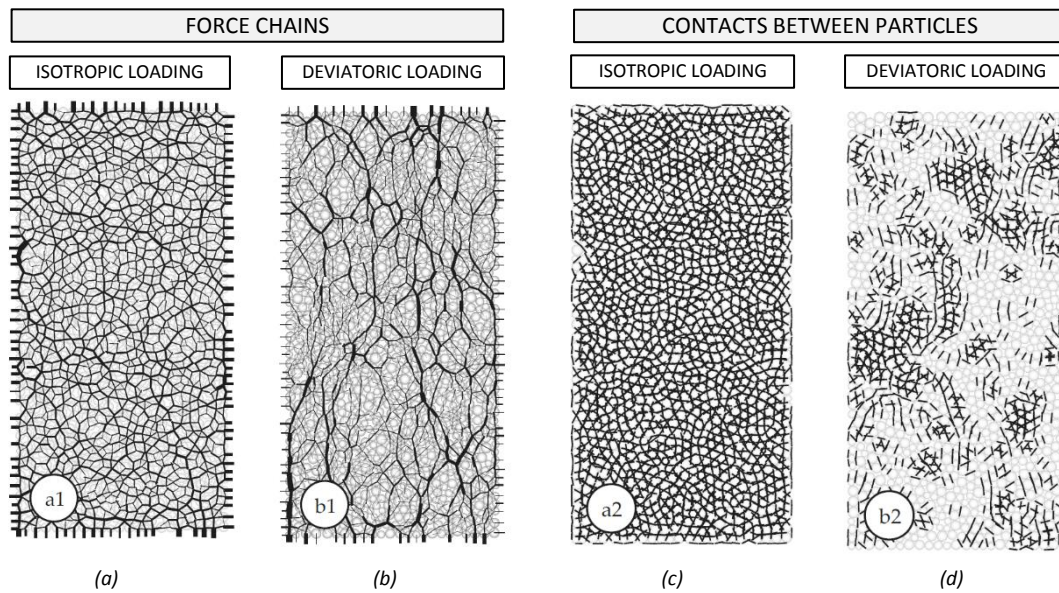 FORCE CHAINS
CONTACTS BETWEEN PARTICLES
ISOTROPIC LOADING
DEVIATORIC LOADING
ISOTROPIC LOADING
DEVIATORIC LOADING
a1
b1
a2
b2
(a)
(b)
(c)
(d)